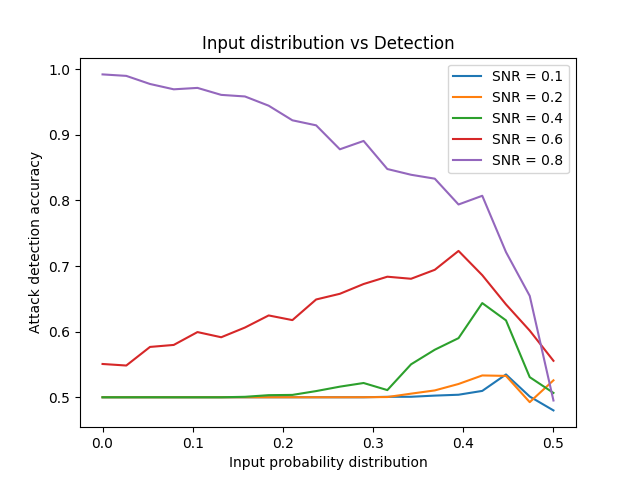 Input distribution vs Detection
Attack detection accuracy
1.0
0.9
0.8
0.7
0.6
0.5
SNR = 0.1
SNR = 0.2
SNR = 0.4
SNR = 0.6
SNR = 0.8
0.0 0.1 0.2 0.3 0.4 0.5
Input probability distribution